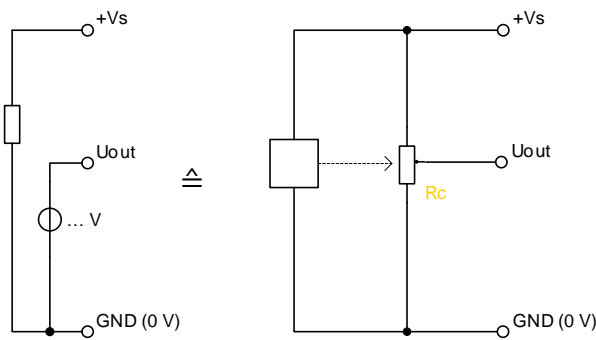 +Vs
Uout
... V
GND (0 V)
≙
+Vs
Uout
Rc
GND (0 V)